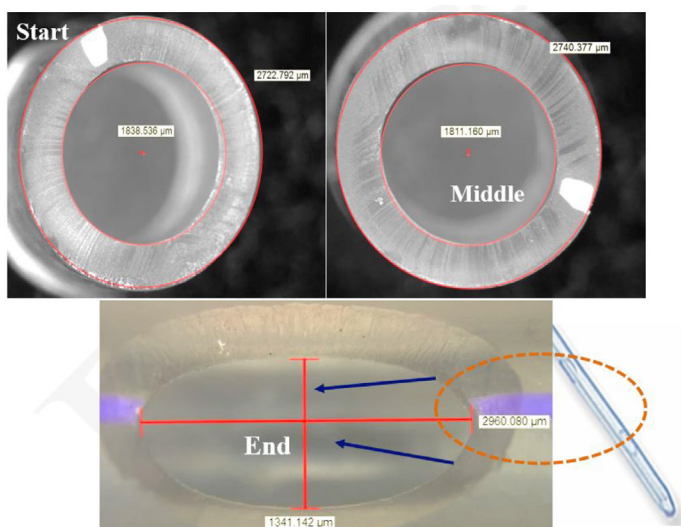 Start
2722.792 µm
1838.536 µm
2740.377 µm
1811.160 µm
Middle
2960.080 µm
End
1341.142 µm